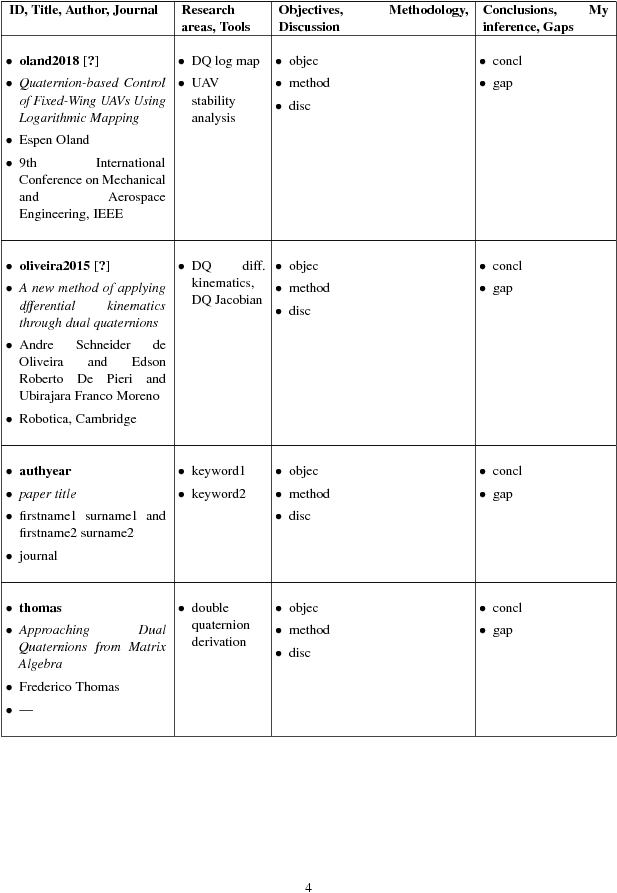 ID, Title, Author, Journal
Research areas, Tools
Objectives, Methodology, Discussion
Conclusions, My inference, Gaps
• oland2018 [?]
• Quaternion-based Control
of Fixed-Wing UAVs Using
Logarithmic Mapping
• Espen Oland
• 9th International
Conference on Mechanical
and Aerospace
Engineering, IEEE
• DQ log map
• UAV
stability
analysis
• objec
• method
• disc
• concl
• gap
• oliveira2015 [?]
• A new method of applying
dfferential kinematics
through dual quaternions
• Andre Schneider de
Oliveira and Edson
Roberto De Pieri and
Ubirajara Franco Moreno
• Robotica, Cambridge
• DQ diff.
kinematics,
DQ Jacobian
• objec
• method
• disc
• concl
• gap
• authyear
• paper title
• firstname1 surname1 and
firstname2 surname2
• journal
• keyword1
• keyword2
• objec
• method
• disc
• concl
• gap
• thomas
• Approaching Dual
Quaternions from Matrix
Algebra
• Frederico Thomas
• —
• double
quaternion
derivation
• objec
• method
• disc
• concl
• gap
4